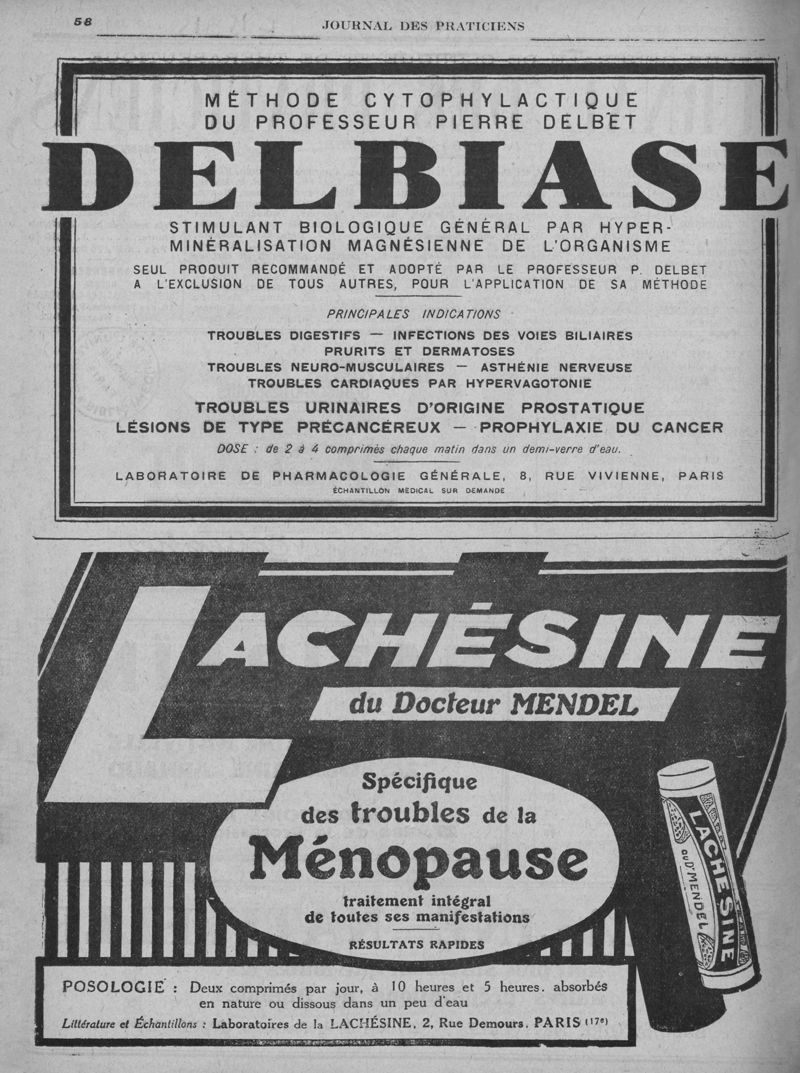 58
JOURNAL DES PRATICIENS
MÉTHODE CYTOPHYLACTIQUE
DU PROFESSEUR PIERRE DELBET
DELBIASE
STIMULANT BIOLOGIQUE GÉNÉRAL PAR HYPER-
MINÉRALISATION MAGNÉSIENNE DE L'ORGANISME
SEUL PRODUIT RECOMMANDÉ ET ADOPTÉ PAR LE PROFESSEUR P. DELBET
A L'EXCLUSION DE TOUS AUTRES, POUR L'APPLICATION DE SA MÉTHODE
PRINCIPALES INDICATIONS
TROUBLES DIGESTIFS — INFECTIONS DES VOIES BILIAIRES
PRURITS ET DERMATOSES
TROUBLES NEURO-MUSCULAIRES — ASTHÉNIE NERVEUSE
TROUBLES CARDIAQUES PAR HYPERVAGOTONIE
TROUBLES URINAIRES D'ORIGINE PROSTATIQUE
LÉSIONS DE TYPE PRÉCANCÉREUX — PROPHYLAXIE DU CANCER
DOSE : de 2 à 4 comprimés chaque matin dans un demi-verre d'eau.
LABORATOIRE DE PHARMACOLOGIE GÉNÉRALE, 8, RUE VIVIENNE, PARIS
ÉCHANTILLON MÉDICAL SUR DEMANDE
LACHÉSINE
du Docteur MENDEL
Spécifique
des troubles de la
Ménopause
traitement intégral
de toutes ses manifestations
RÉSULTATS RAPIDES
LACHÉSINE
DU Dr MENDEL
POSOLOGIE : Deux comprimés par jour, à 10 heures et 5 heures. absorbés
en nature ou dissous dans un peu d'eau
Littérature et Échantillons : Laboratoires de la LACHÉSINE, 2, Rue Demours, PARIS (17e)